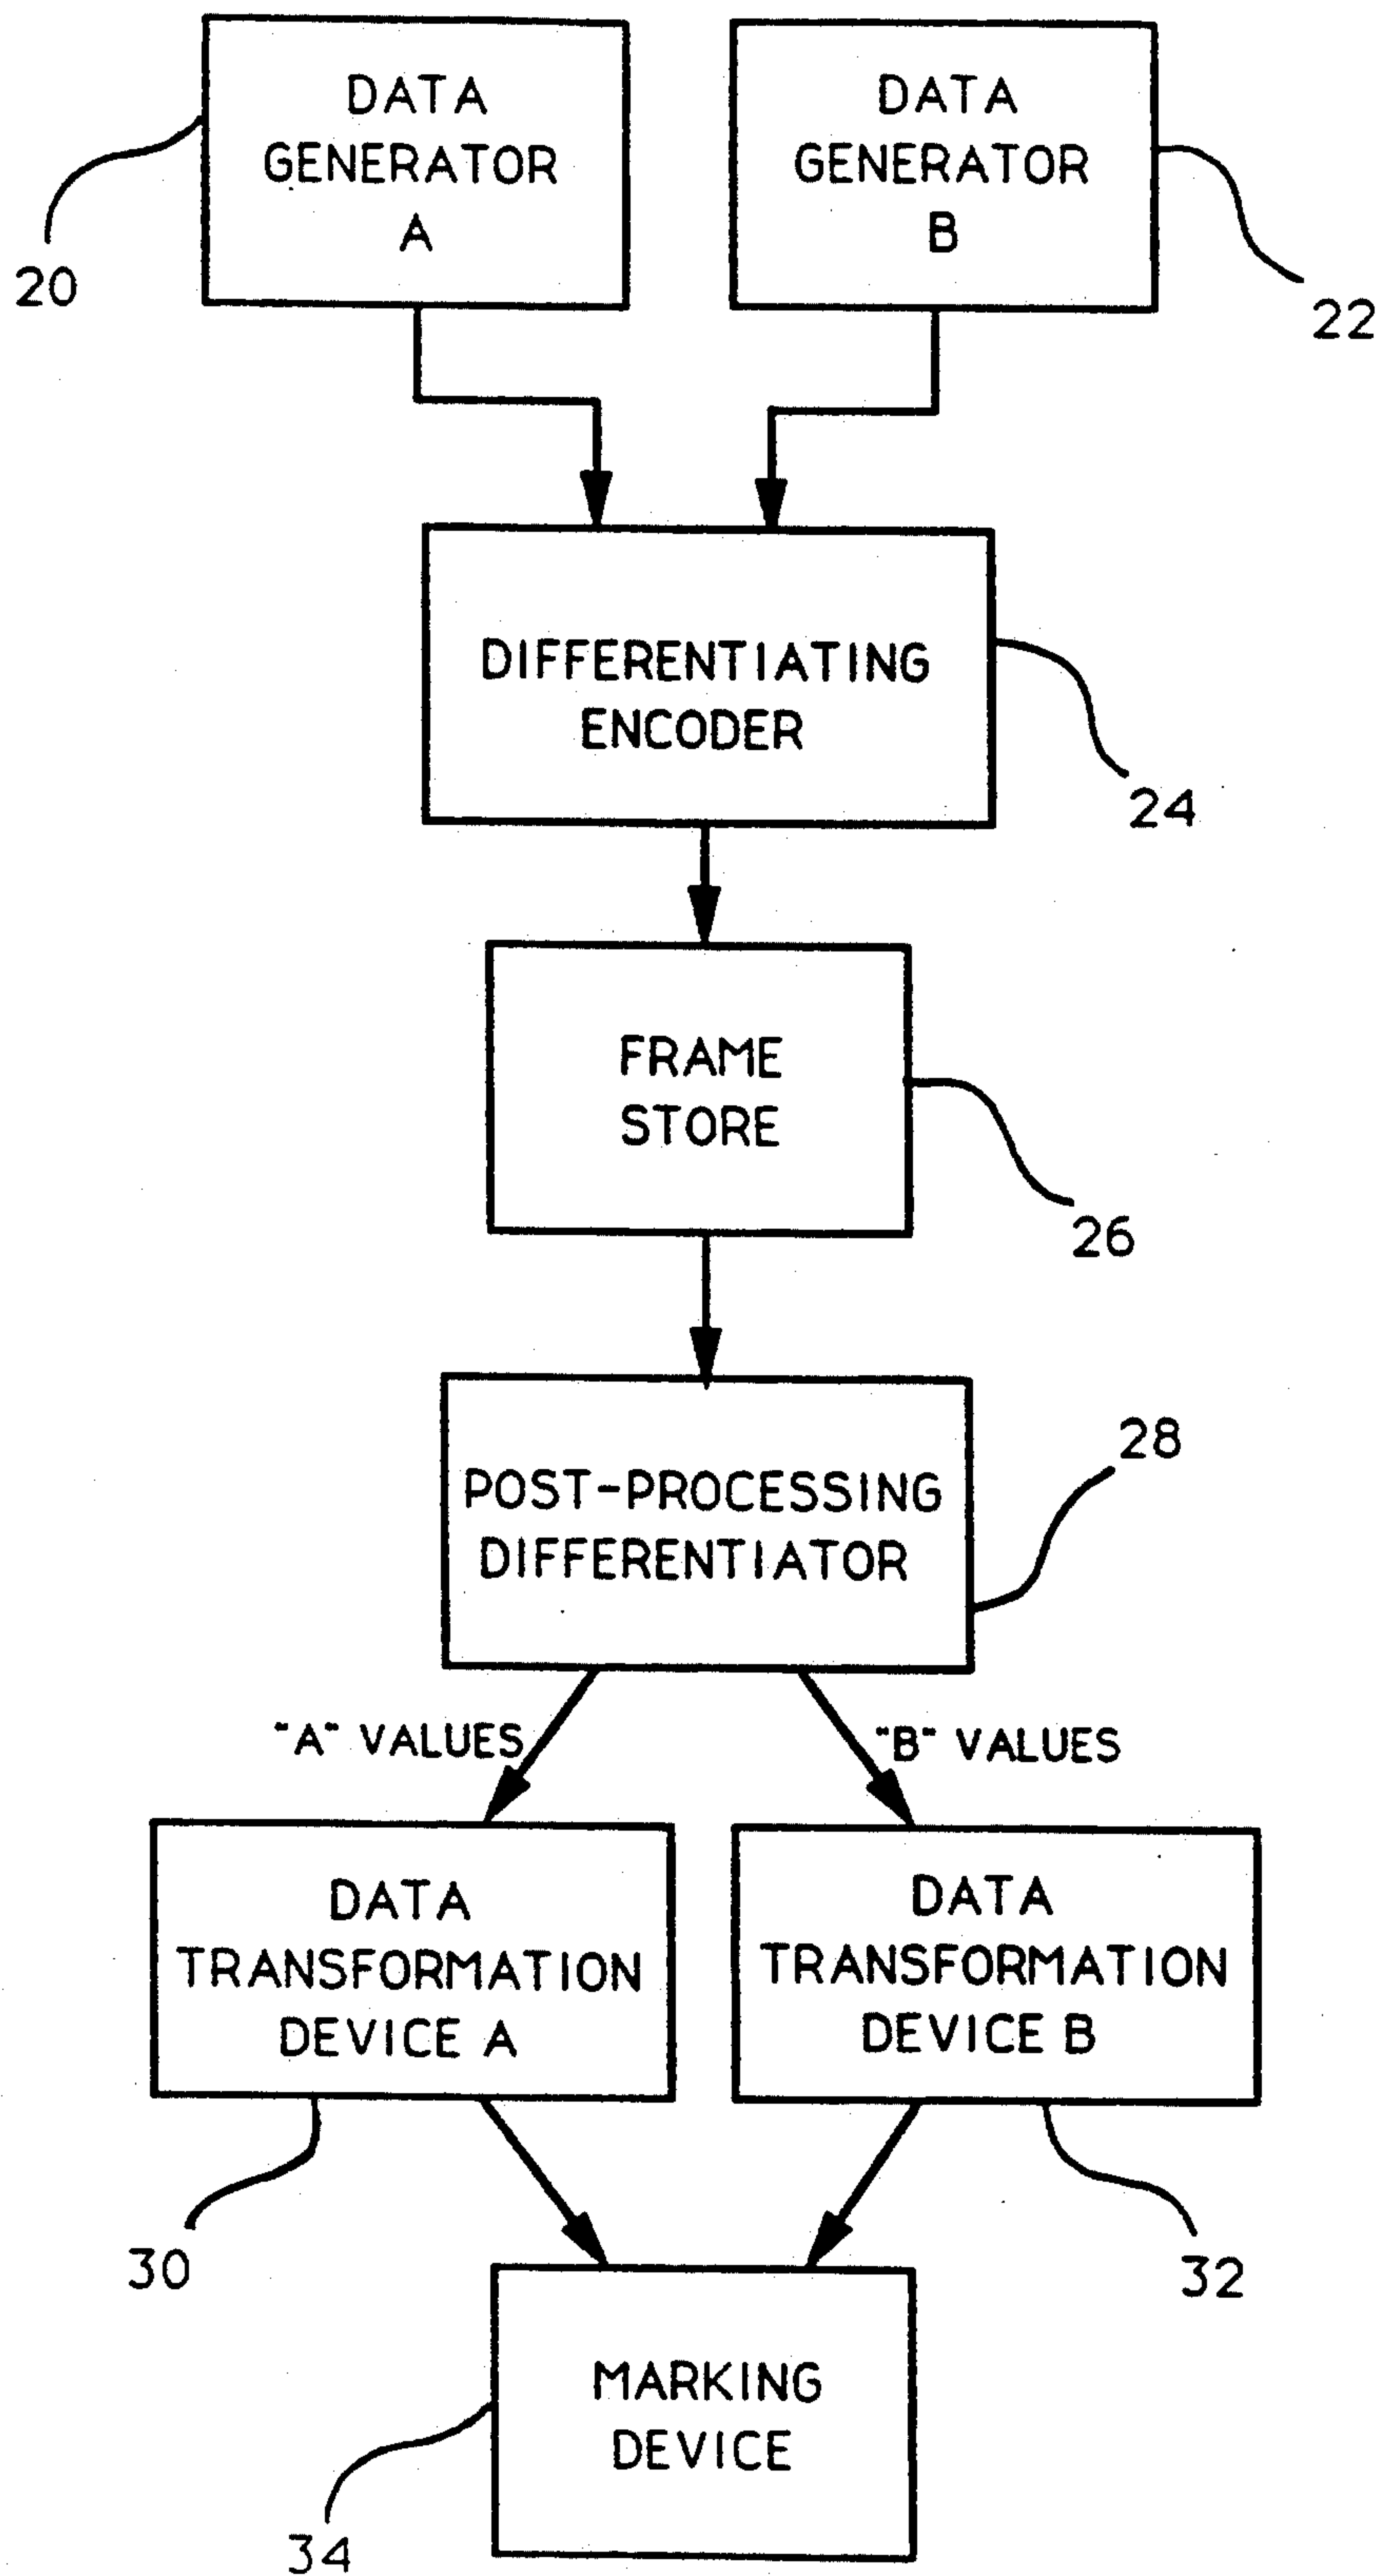 DATA
GENERATOR
A
DATA
GENERATOR
B
20
22
DIFFERENTIATING
ENCODER
24
FRAME
STORE
26
28
POST-PROCESSING
DIFFERENTIATOR
"A" VALUES
"B" VALUES
DATA
TRANSFORMATION
DEVICE A
DATA
TRANSFORMATION
DEVICE B
30
32
MARKING
DEVICE
34